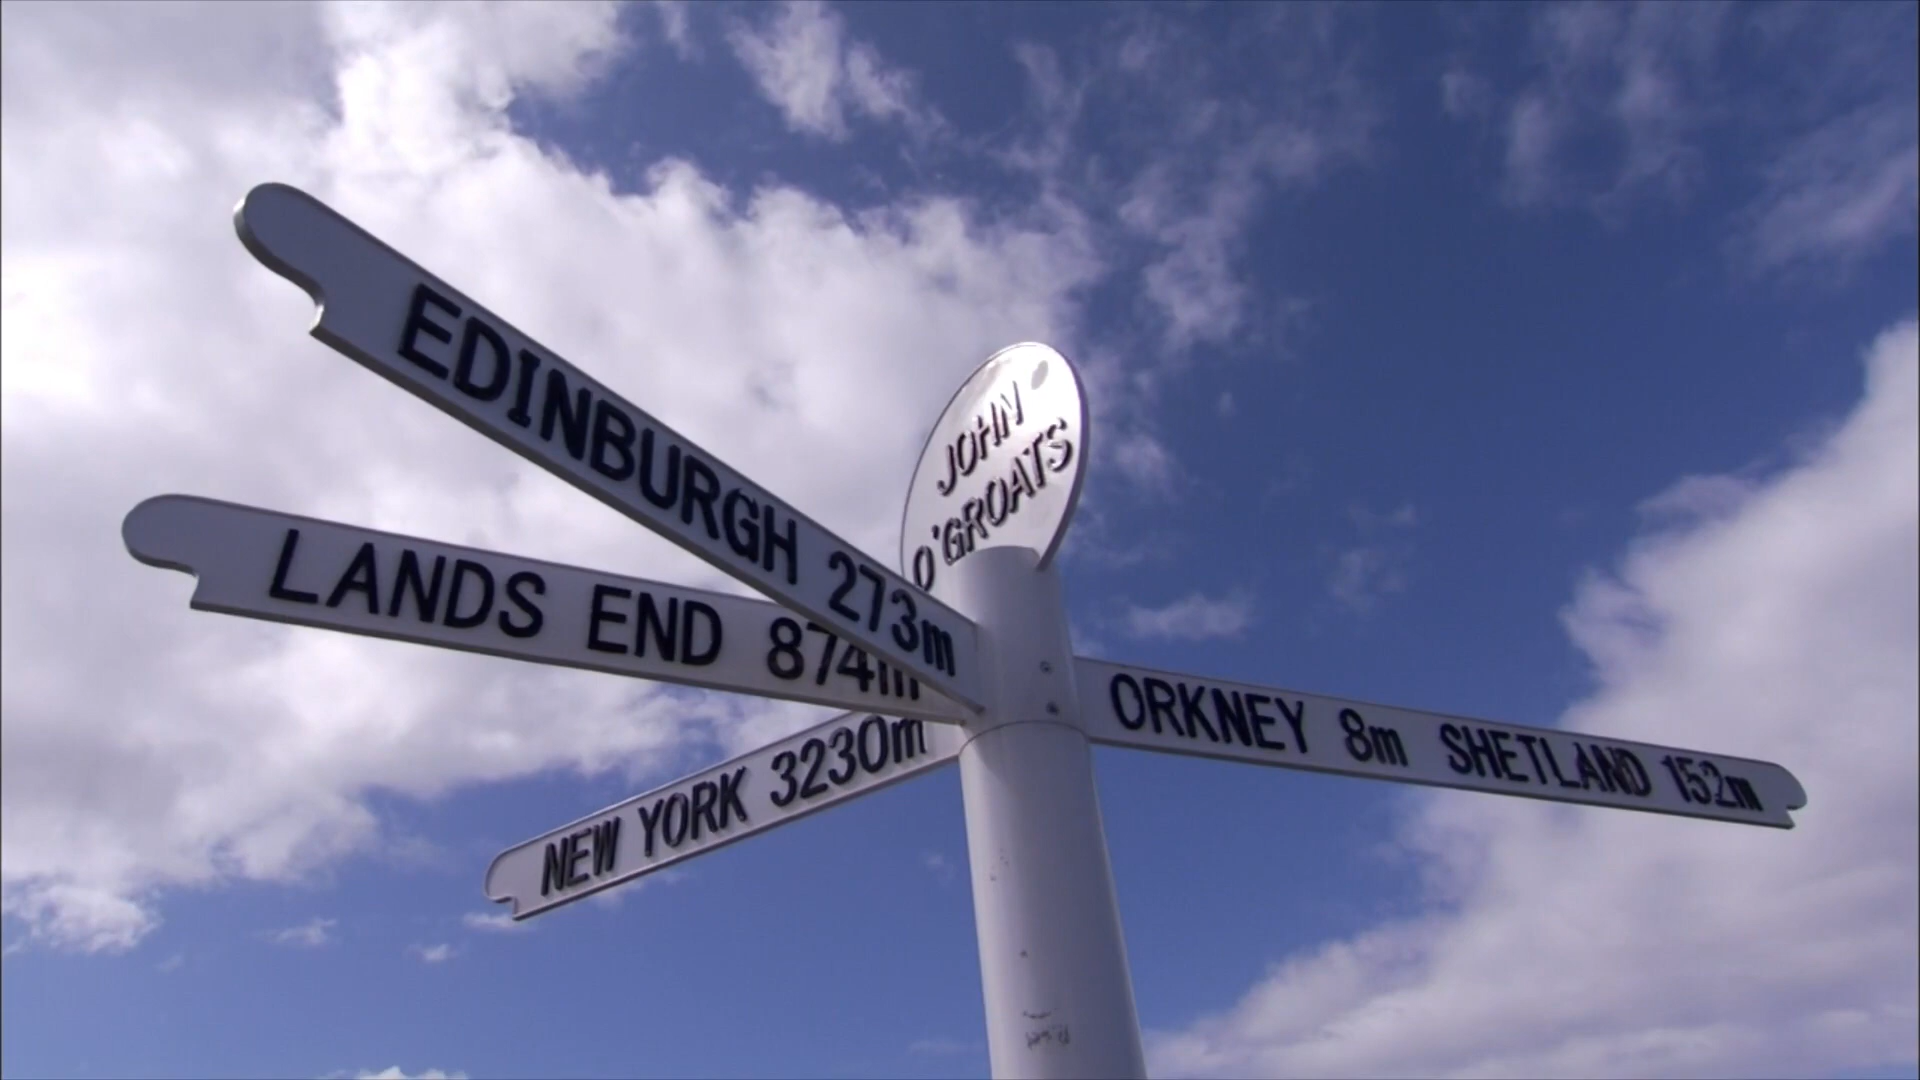 JOHN
O'GROATS
EDINBURGH 273m
LANDS END 874m
NEW YORK 3230m
ORKNEY 8m SHETLAND 152m